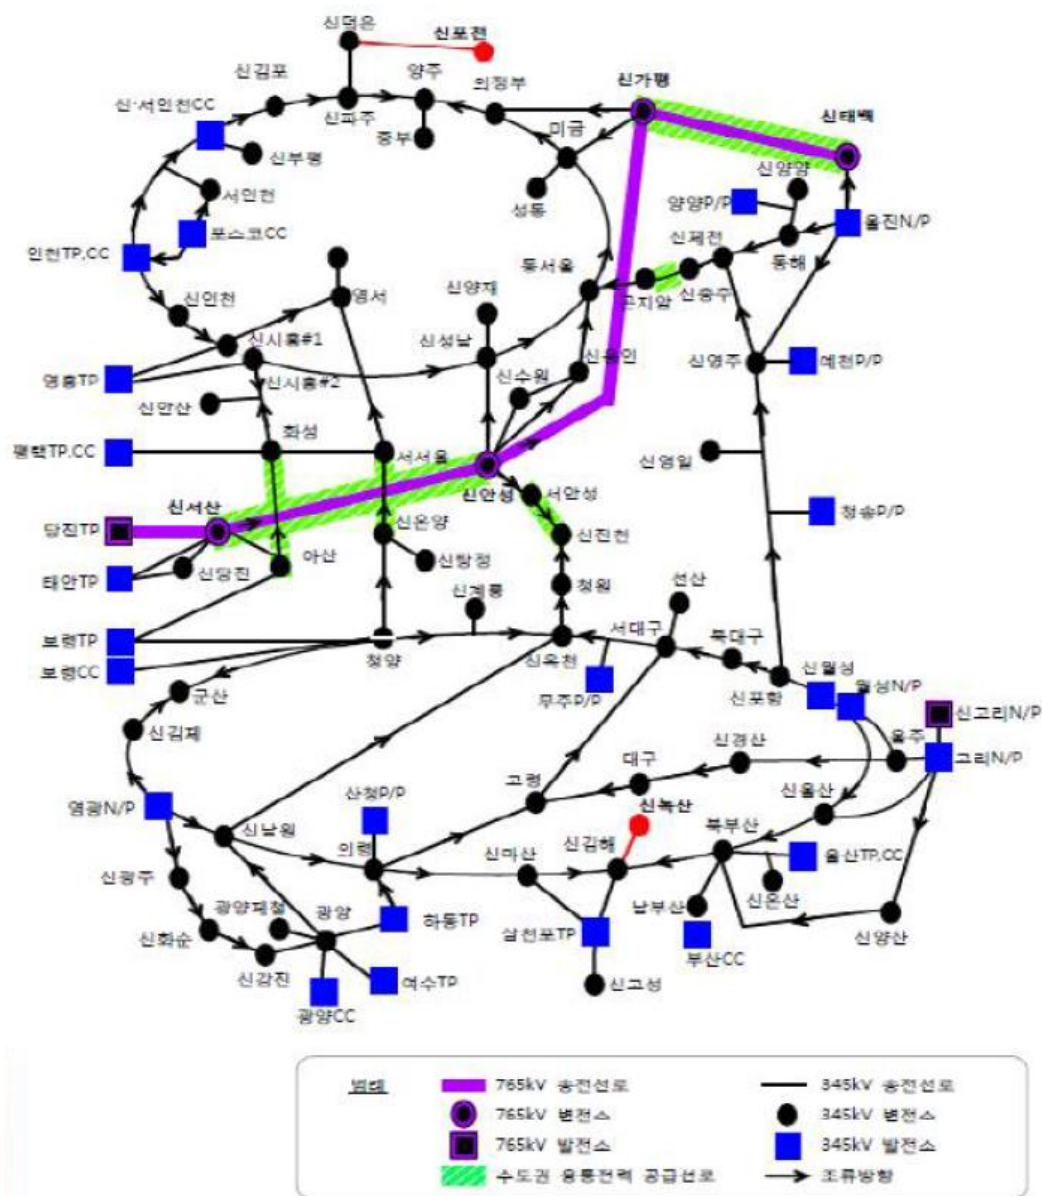 신덕은
신포천
신김포
양주
의정부
신가평
신태백
신·서인천CC
신파주
중부
미금
신부평
신양양
서인천
성동
양양P/P
울진N/P
포스코CC
인천TP,CC
신제천
동해
동서울
곤지암
신충주
신인천
영서
신양재
신시흥#1
신성남
신용인
신영주
예천P/P
영흥TP
신시흥#2
신수원
신안산
화성
평택TP,CC
서서울
신안성
서안성
신영일
신서산
당진TP
신온양
신진천
청송P/P
아산
신탕정
태안TP
신당진
신계룡
청원
선산
보령TP
서대구
북대구
보령CC
청양
신옥천
신월성
월성N/P
군산
무주P/P
신포항
신고리N/P
신김제
울주
고리N/P
신경산
대구
고령
신울산
영광N/P
산청P/P
신녹산
신남원
의령
신마산
신김해
북부산
울산TP,CC
신광주
신온산
광양제철
광양
하동TP
남부산
신화순
삼천포TP
부산CC
신양산
신강진
여수TP
신고성
광양CC
범례
765kV 송전선로
345kV 송전선로
765kV 변전소
345kV 변전소
765kV 발전소
345kV 발전소
수도권 융통전력 공급선로
조류방향